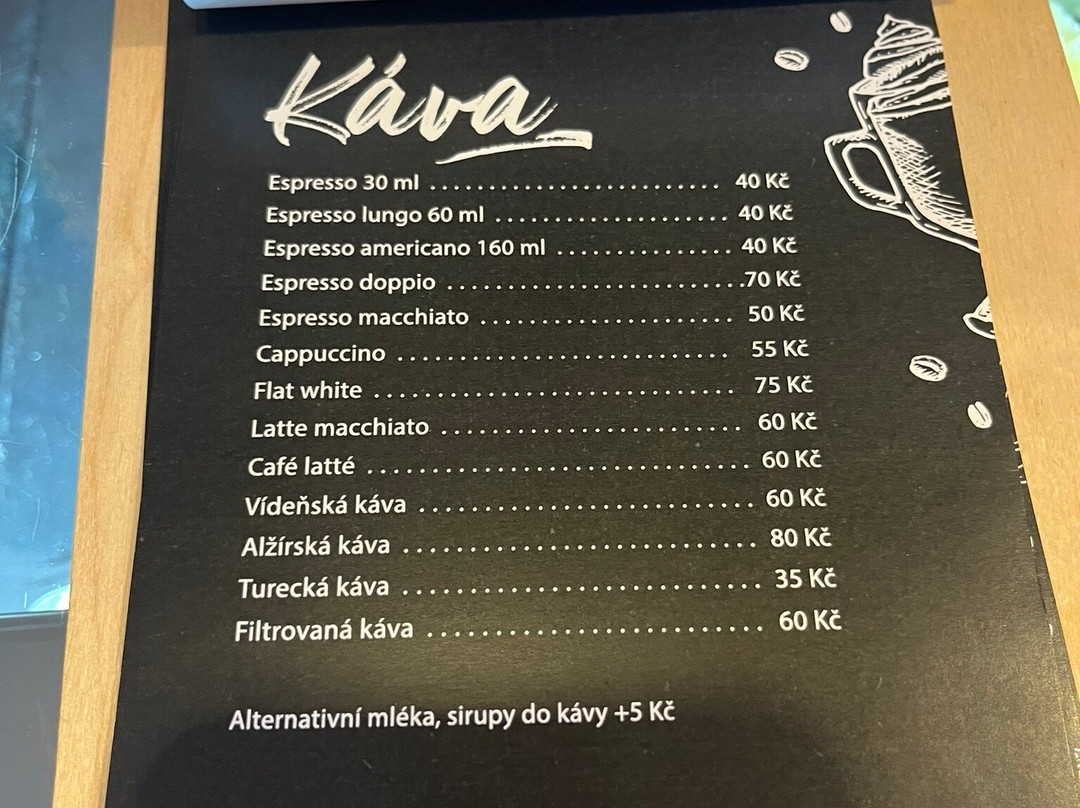 Káva
Espresso 30 ml ........................... 40 Kč
Espresso lungo 60 ml ..................... 40 Kč
Espresso americano 160 ml ................ 40 Kč
Espresso doppio ..........................70 Kč
Espresso macchiato ....................... 50 Kč
Cappuccino ............................... 55 Kč
Flat white ............................... 75 Kč
Latte macchiato .......................... 60 Kč
Café latté ............................... 60 Kč
Vídeňská káva ............................ 60 Kč
Alžírská káva ............................ 80 Kč
Turecká káva ............................. 35 Kč
Filtrovaná káva .......................... 60 Kč
Alternativní mléka, sirupy do kávy +5 Kč